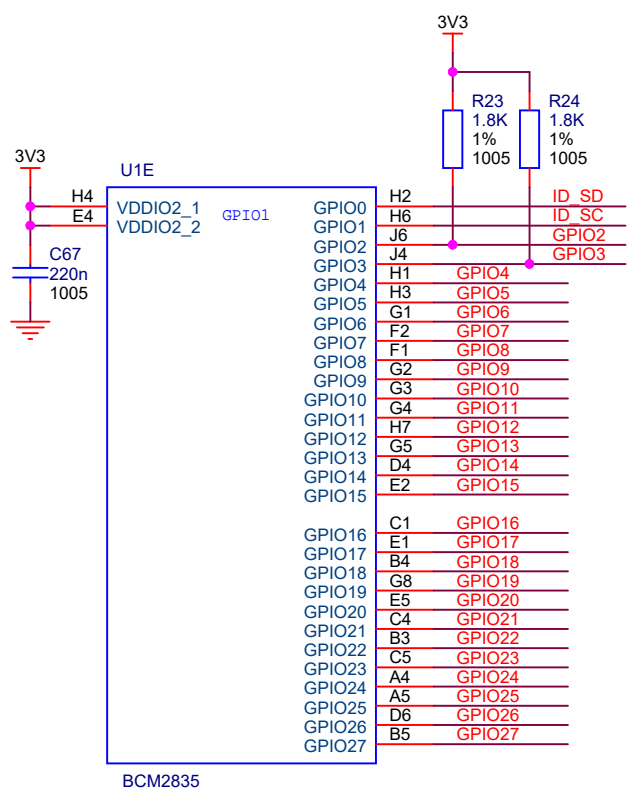 3V3
R23
1.8K
1%
1005
R24
1.8K
1%
1005
3V3
U1E
H4
E4
VDDIO2_1
VDDIO2_2
GPIO1
C67
220n
1005
GPIO0 H2 ID_SD
GPIO1 H6 ID_SC
GPIO2 J6 GPIO2
GPIO3 J4 GPIO3
GPIO4 H1 GPIO4
GPIO5 H3 GPIO5
GPIO6 G1 GPIO6
GPIO7 F2 GPIO7
GPIO8 F1 GPIO8
GPIO9 G2 GPIO9
GPIO10 G3 GPIO10
GPIO11 G4 GPIO11
GPIO12 H7 GPIO12
GPIO13 G5 GPIO13
GPIO14 D4 GPIO14
GPIO15 E2 GPIO15
GPIO16 C1 GPIO16
GPIO17 E1 GPIO17
GPIO18 B4 GPIO18
GPIO19 G8 GPIO19
GPIO20 E5 GPIO20
GPIO21 C4 GPIO21
GPIO22 B3 GPIO22
GPIO23 C5 GPIO23
GPIO24 A4 GPIO24
GPIO25 A5 GPIO25
GPIO26 D6 GPIO26
GPIO27 B5 GPIO27
BCM2835